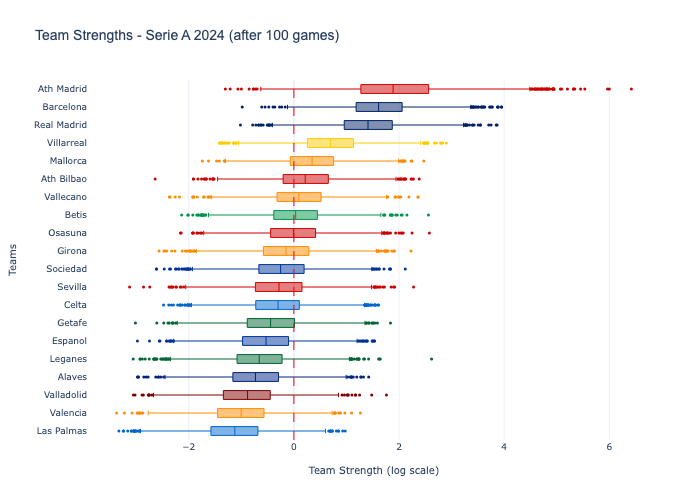 Team Strengths - Serie A 2024 (after 100 games)
Ath Madrid
Barcelona
Real Madrid
Villarreal
Mallorca
Ath Bilbao
Vallecano
Betis
Osasuna
Girona
Sociedad
Sevilla
Celta
Getafe
Espanol
Leganes
Alaves
Valladolid
Valencia
Las Palmas
Teams
−2
0
2
4
6
Team Strength (log scale)